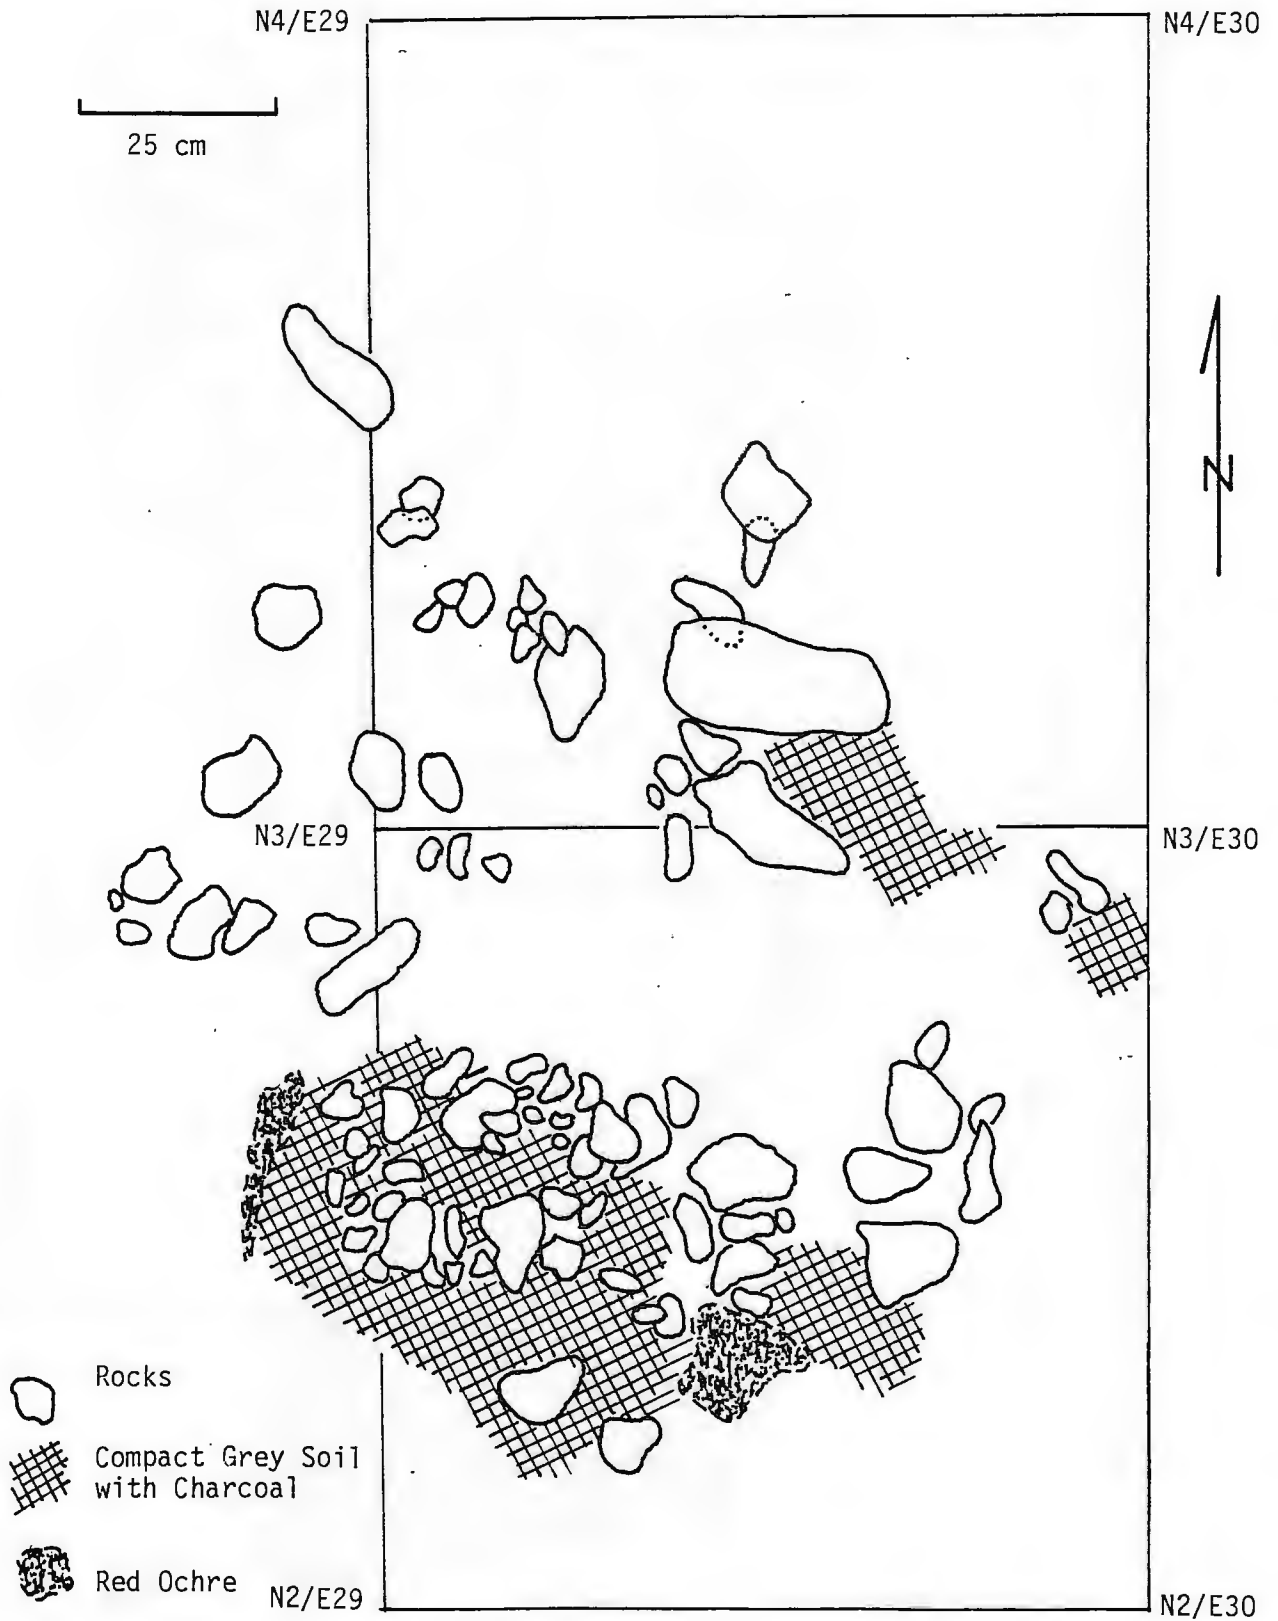 N4/E29
N4/E30
25 cm
N
N3/E29
N3/E30
Rocks
Compact Grey Soil
with Charcoal
Red Ochre
N2/E29
N2/E30